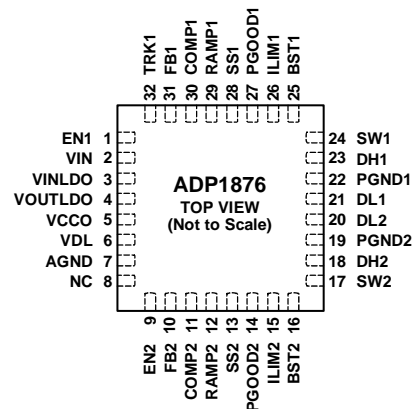 TRK1
FB1
COMP1
RAMP1
SS1
PGOOD1
ILIM1
BST1
32
31
30
29
28
27
26
25
EN1 1
VIN 2
VINLDO 3
VOUTLDO 4
VCCO 5
VDL 6
AGND 7
NC 8
ADP1876
TOP VIEW
(Not to Scale)
24 SW1
23 DH1
22 PGND1
21 DL1
20 DL2
19 PGND2
18 DH2
17 SW2
9
10
11
12
13
14
15
16
EN2
FB2
COMP2
RAMP2
SS2
PGOOD2
ILIM2
BST2